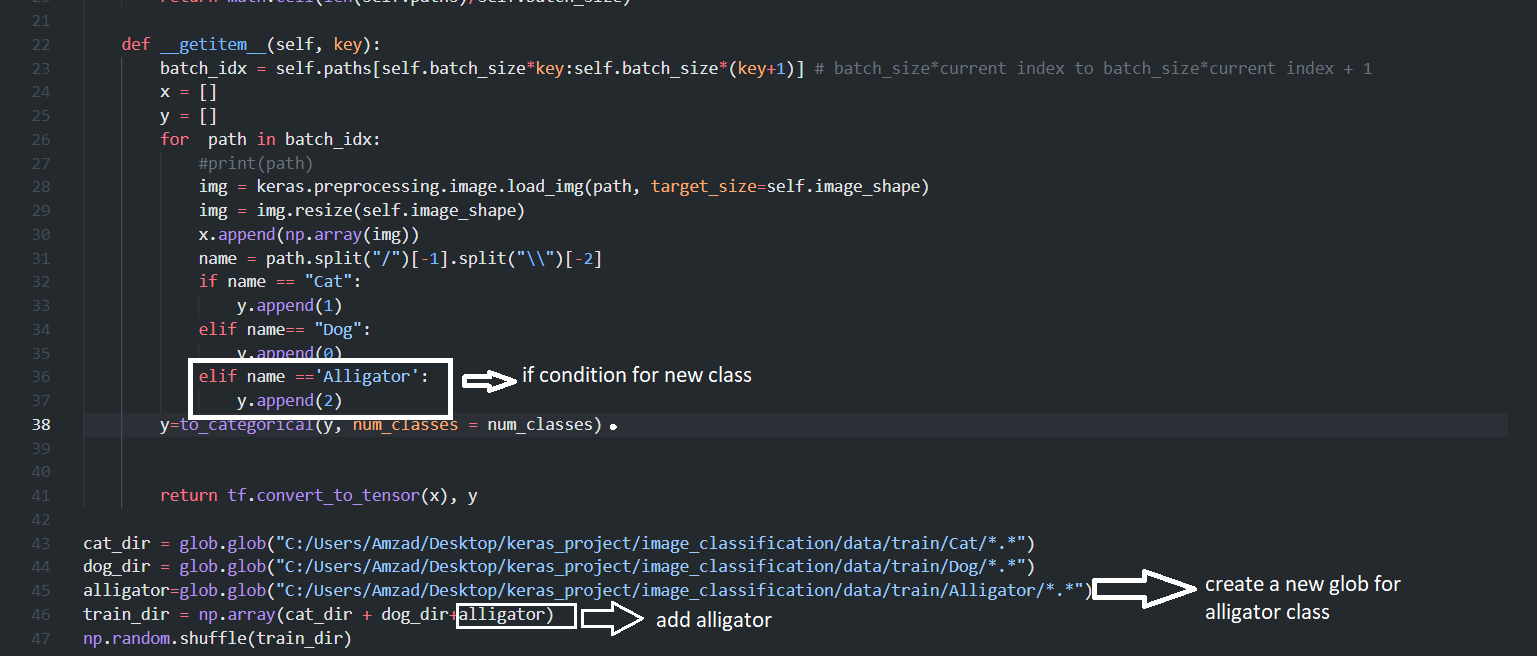 21
22 def __getitem__(self, key):
23 batch_idx = self.paths[self.batch_size*key:self.batch_size*(key+1)] # batch_size*current index to batch_size*current index + 1
24 x = []
25 y = []
26 for  path in batch_idx:
27 #print(path)
28 img = keras.preprocessing.image.load_img(path, target_size=self.image_shape)
29 img = img.resize(self.image_shape)
30 x.append(np.array(img))
31 name = path.split("/")[-1].split("\\")[-2]
32 if name == "Cat":
33 y.append(1)
34 elif name== "Dog":
35 y.append(0)
36 elif name =='Alligator': if condition for new class
37 y.append(2)
38 y=to_categorical(y, num_classes = num_classes)
39
40
41 return tf.convert_to_tensor(x), y
42
43 cat_dir = glob.glob("C:/Users/Amzad/Desktop/keras_project/image_classification/data/train/Cat/*.*")
44 dog_dir = glob.glob("C:/Users/Amzad/Desktop/keras_project/image_classification/data/train/Dog/*.*")
45 alligator=glob.glob("C:/Users/Amzad/Desktop/keras_project/image_classification/data/train/Alligator/*.*") create a new glob for
alligator class
46 train_dir = np.array(cat_dir + dog_dir+alligator) add alligator
47 np.random.shuffle(train_dir)